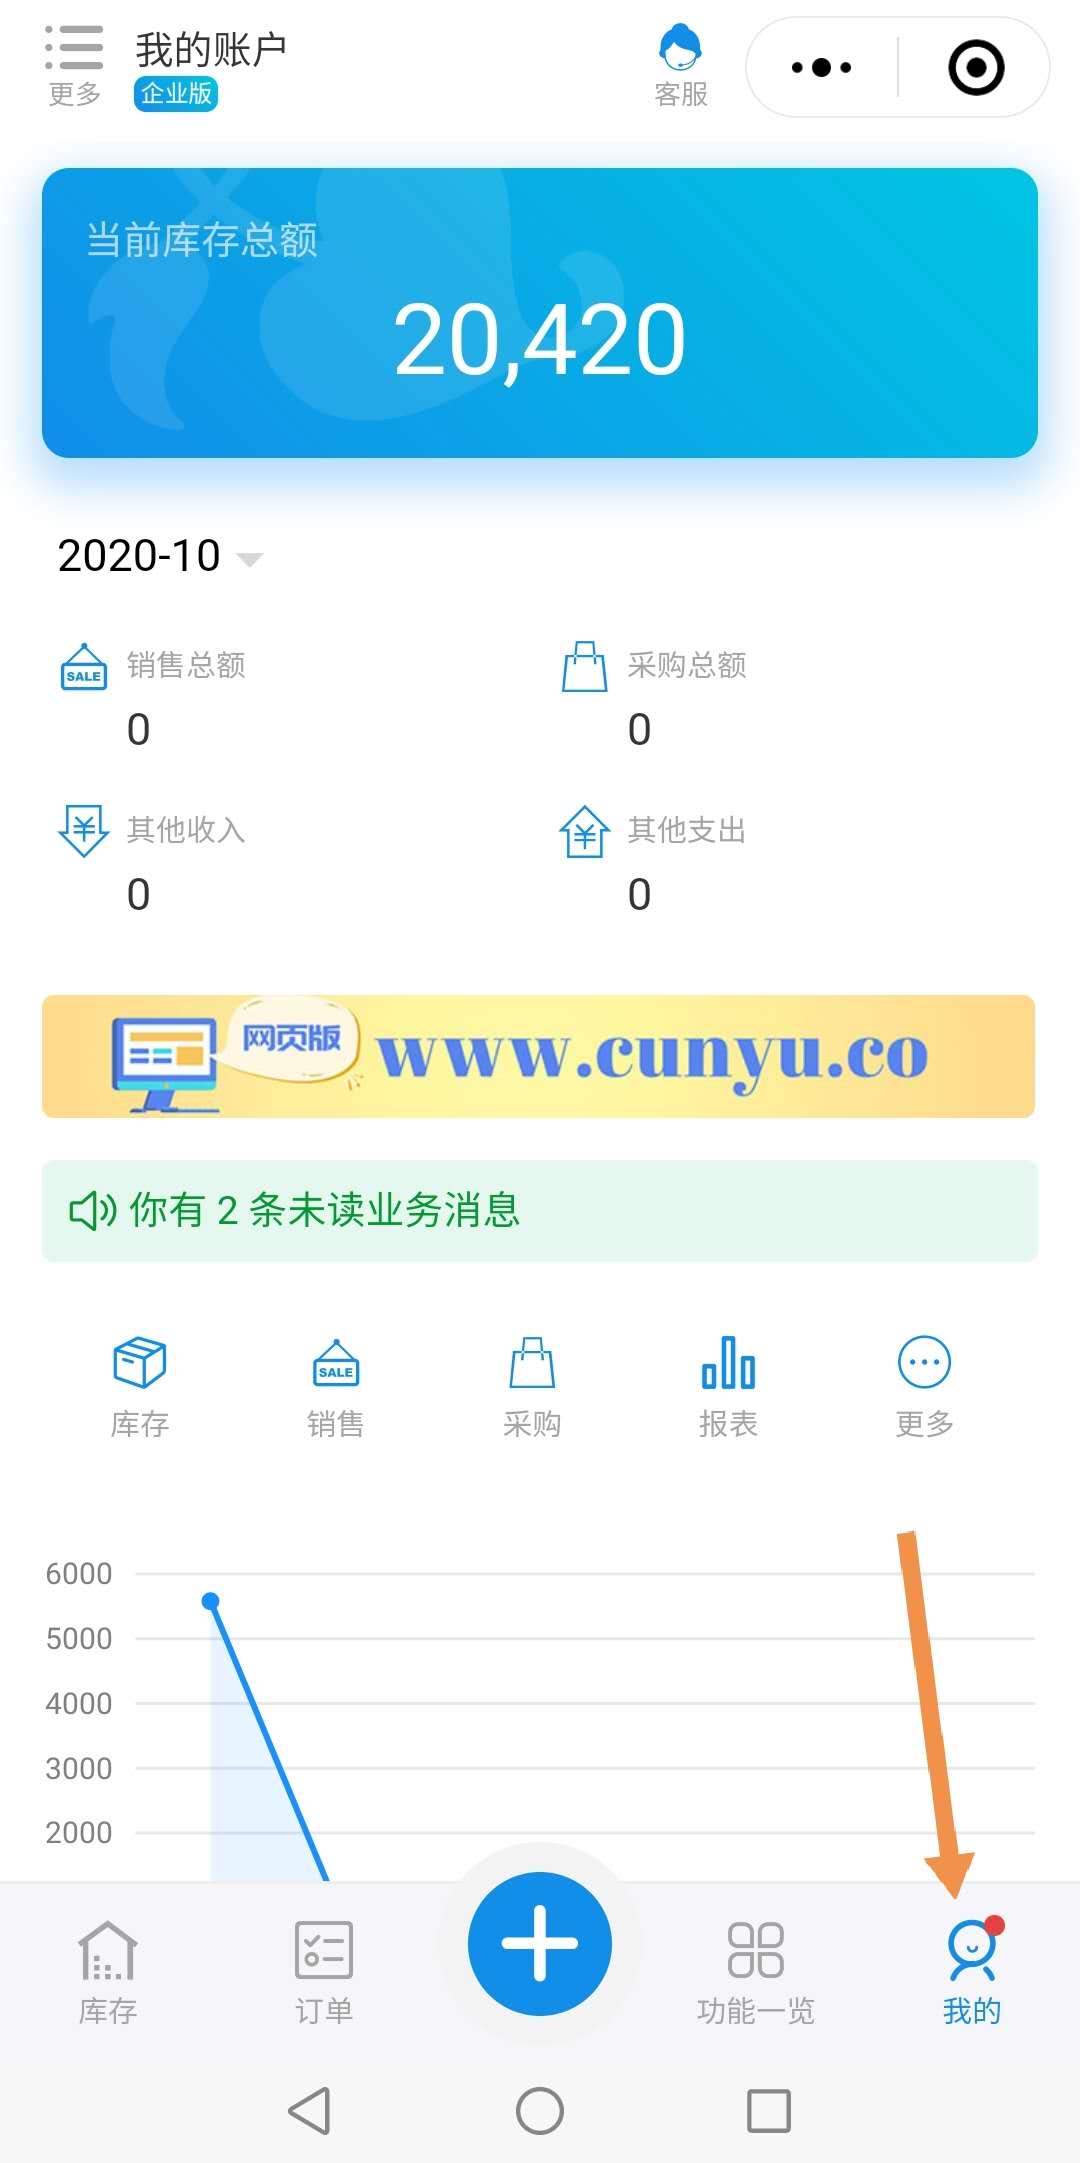 我的账户
更多
企业版
客服
当前库存总额
20,420
2020-10
SALE
销售总额
采购总额
0
0
其他收入
其他支出
0
0
网页版
www.cunyu.co
你有 2 条未读业务消息
SALE
库存
销售
采购
报表
更多
6000
5000
4000
3000
2000
库存
订单
功能一览
我的